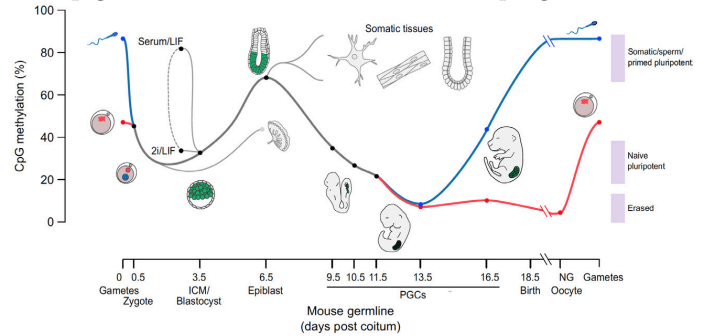 100
80
60
40
20
0
CpG methylation (%)
Serum/LIF
2i/LIF
Somatic tissues
Somatic/sperm/
primed pluripotent
Naive
pluripotent
Erased
0 0.5 3.5 6.5 9.5 10.5 11.5 13.5 16.5 18.5 NG Gametes
Gametes
Zygote
ICM/
Blastocyst
Epiblast
PGCs
Birth
Oocyte
Mouse germline
(days post coitum)